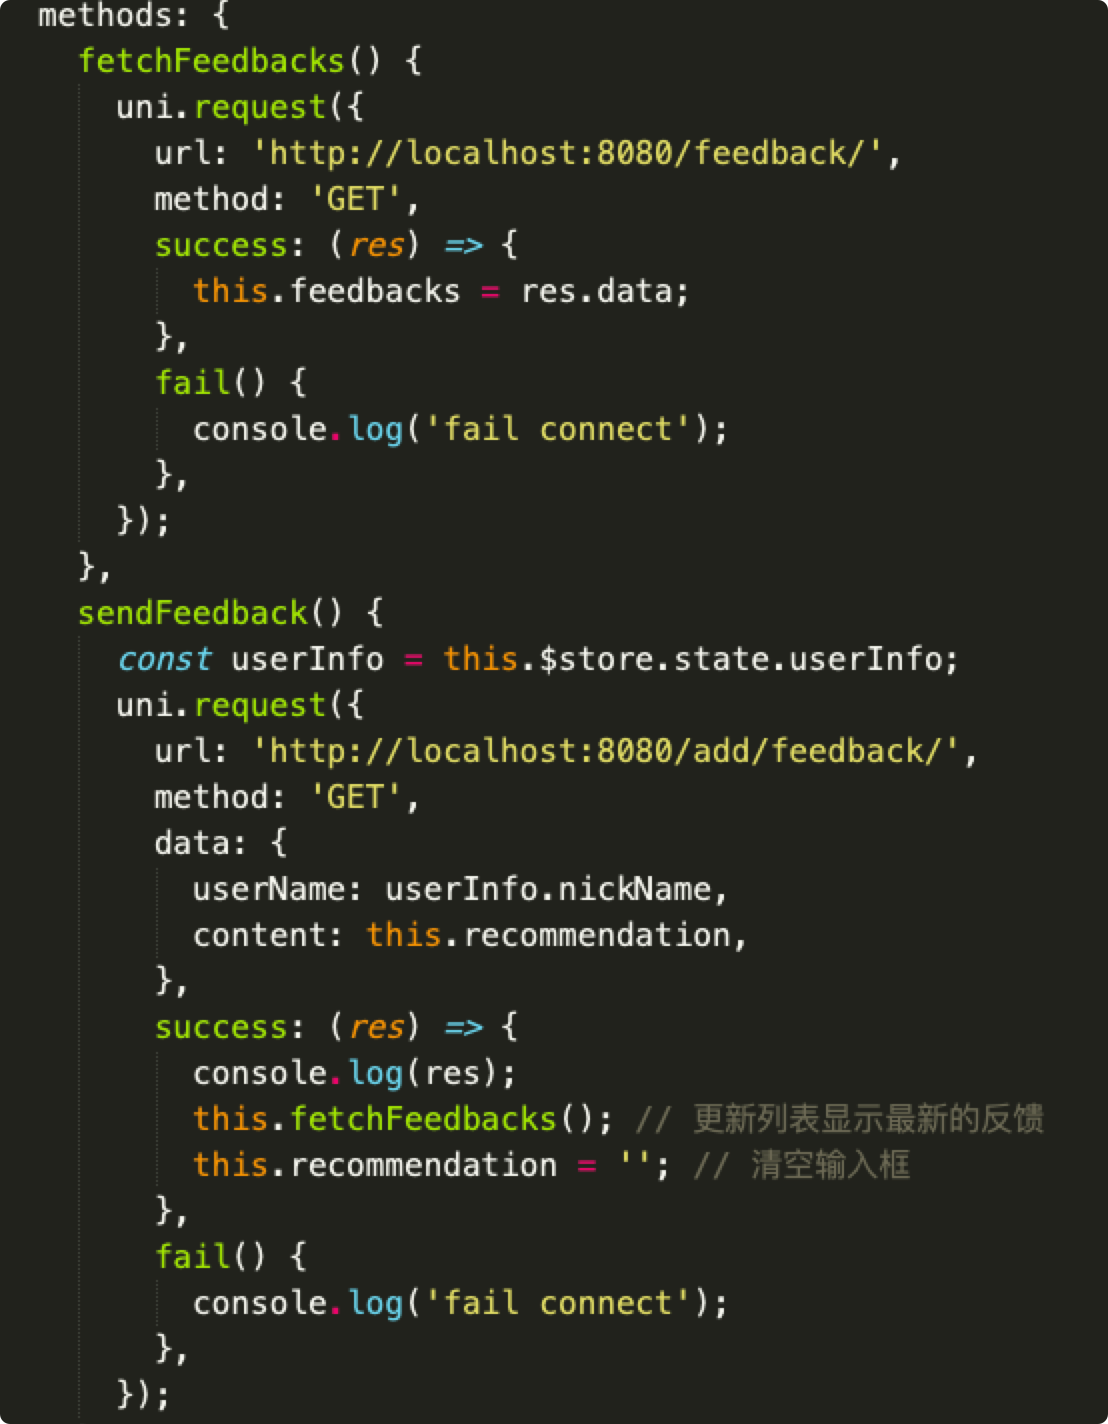 methods: {
fetchFeedbacks() {
uni.request({
url: 'http://localhost:8080/feedback/',
method: 'GET',
success: (res) => {
this.feedbacks = res.data;
},
fail() {
console.log('fail connect');
},
});
},
sendFeedback() {
const userInfo = this.$store.state.userInfo;
uni.request({
url: 'http://localhost:8080/add/feedback/',
method: 'GET',
data: {
userName: userInfo.nickName,
content: this.recommendation,
},
success: (res) => {
console.log(res);
this.fetchFeedbacks(); // 更新列表显示最新的反馈
this.recommendation = ''; // 清空输入框
},
fail() {
console.log('fail connect');
},
});